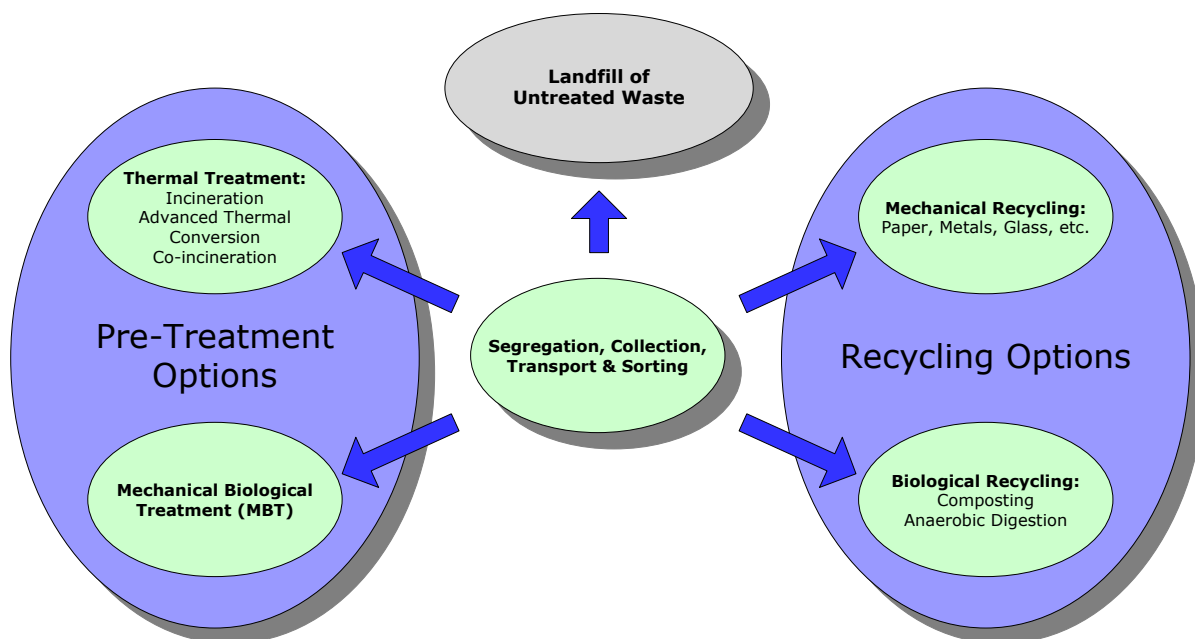 Landfill of
Untreated Waste
Thermal Treatment:
Incineration
Advanced Thermal
Conversion
Co-incineration
Pre-Treatment
Options
Mechanical Biological
Treatment (MBT)
Segregation, Collection,
Transport & Sorting
Mechanical Recycling:
Paper, Metals, Glass, etc.
Recycling Options
Biological Recycling:
Composting
Anaerobic Digestion